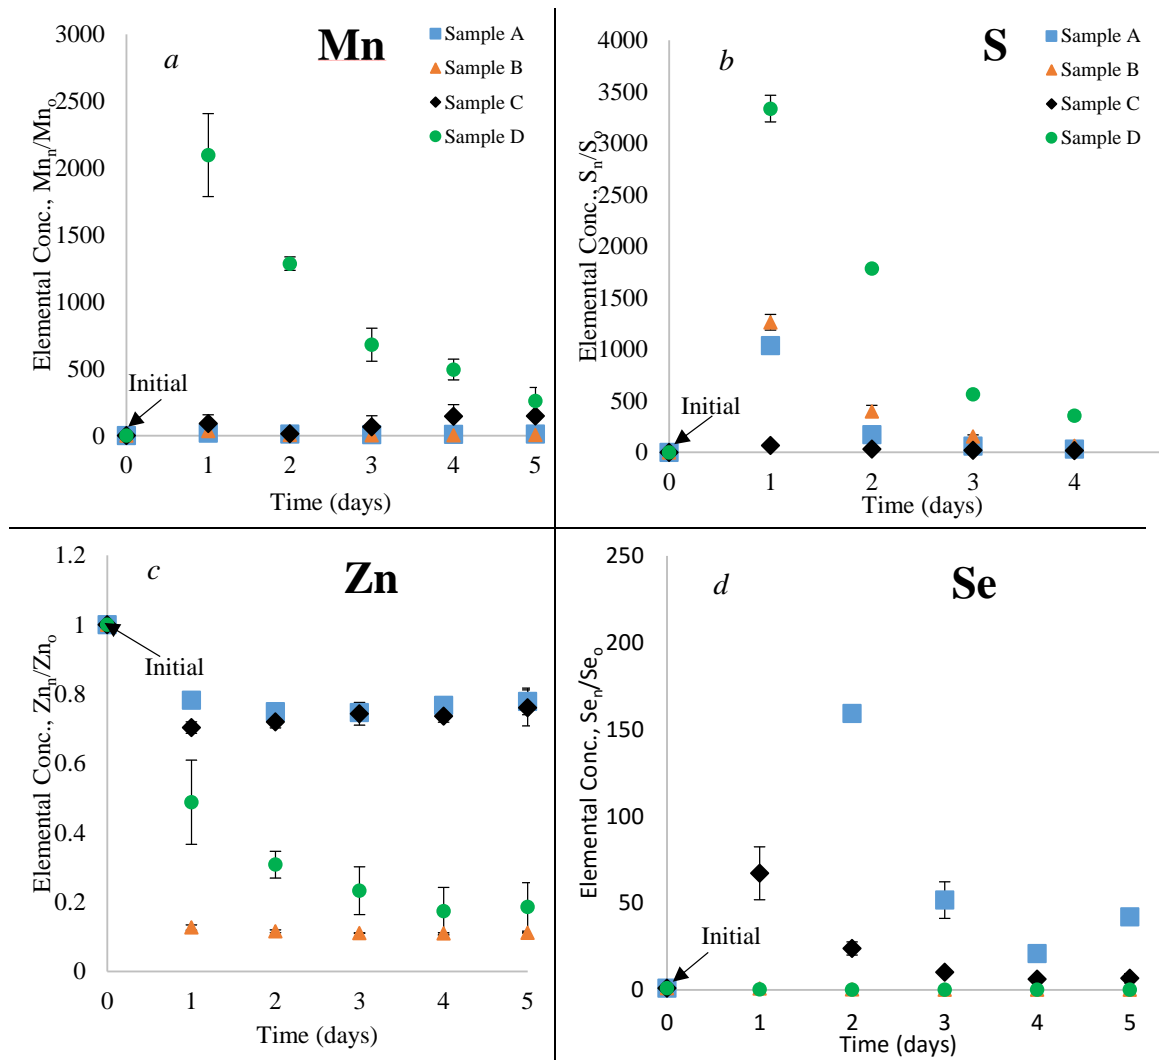 a
Mn
Sample A
Sample B
Sample C
Sample D
3000
2500
2000
1500
1000
500
0
Elemental Conc., Mnn/Mno
Initial
0 1 2 3 4 5
Time (days)
b
S
Sample A
Sample B
Sample C
Sample D
4000
3500
3000
2500
2000
1500
1000
500
0
Elemental Conc., Sn/So
Initial
0 1 2 3 4
Time (days)
c
Zn
1.2
1
0.8
0.6
0.4
0.2
0
Elemental Conc., Znn/Zno
Initial
0 1 2 3 4 5
Time (days)
d
Se
250
200
150
100
50
0
Elemental Conc., Sen/Seo
Initial
0 1 2 3 4 5
Time (days)